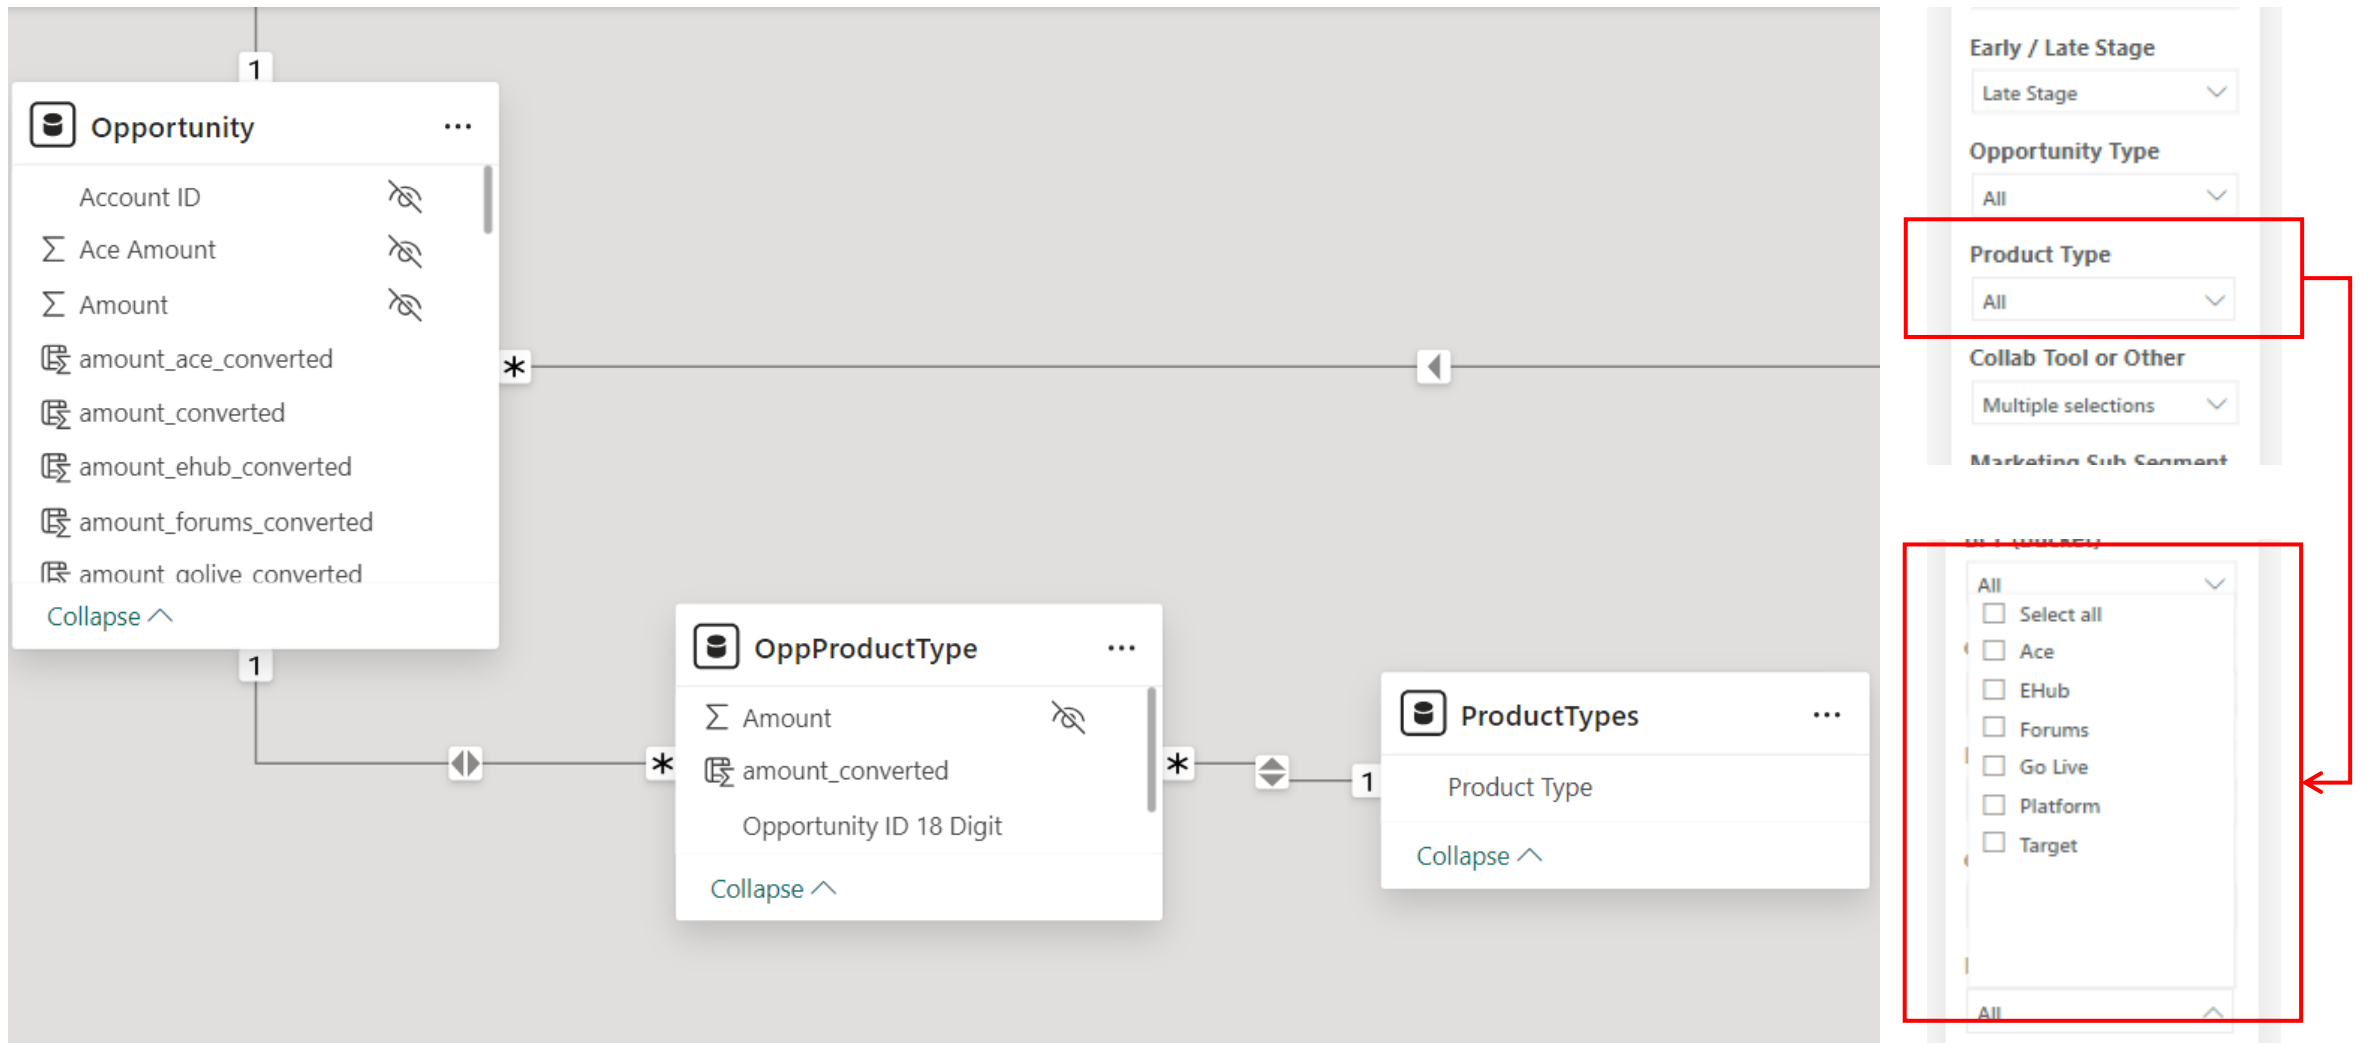 1
Opportunity
Account ID
Ace Amount
Amount
amount_ace_converted
amount_converted
amount_ehub_converted
amount_forums_converted
amount_golive_converted
Collapse
1
*
*
OppProductType
Amount
amount_converted
Opportunity ID 18 Digit
Collapse
*
1
ProductTypes
Product Type
Collapse
Early / Late Stage
Late Stage
Opportunity Type
All
Product Type
All
Collab Tool or Other
Multiple selections
Marketing Sub Segment
All
Select all
Ace
EHub
Forums
Go Live
Platform
Target
All